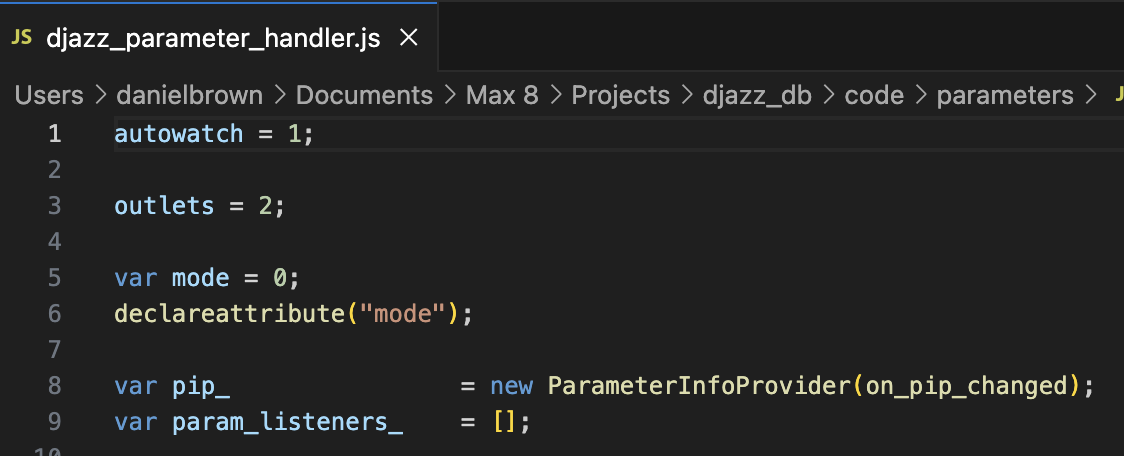 JS djazz_parameter_handler.js ×
Users > danielbrown > Documents > Max 8 > Projects > djazz_db > code > parameters > J
1 autowatch = 1;
2
3 outlets = 2;
4
5 var mode = 0;
6 declareattribute("mode");
7
8 var pip_                = new ParameterInfoProvider(on_pip_changed);
9 var param_listeners_    = [];
10